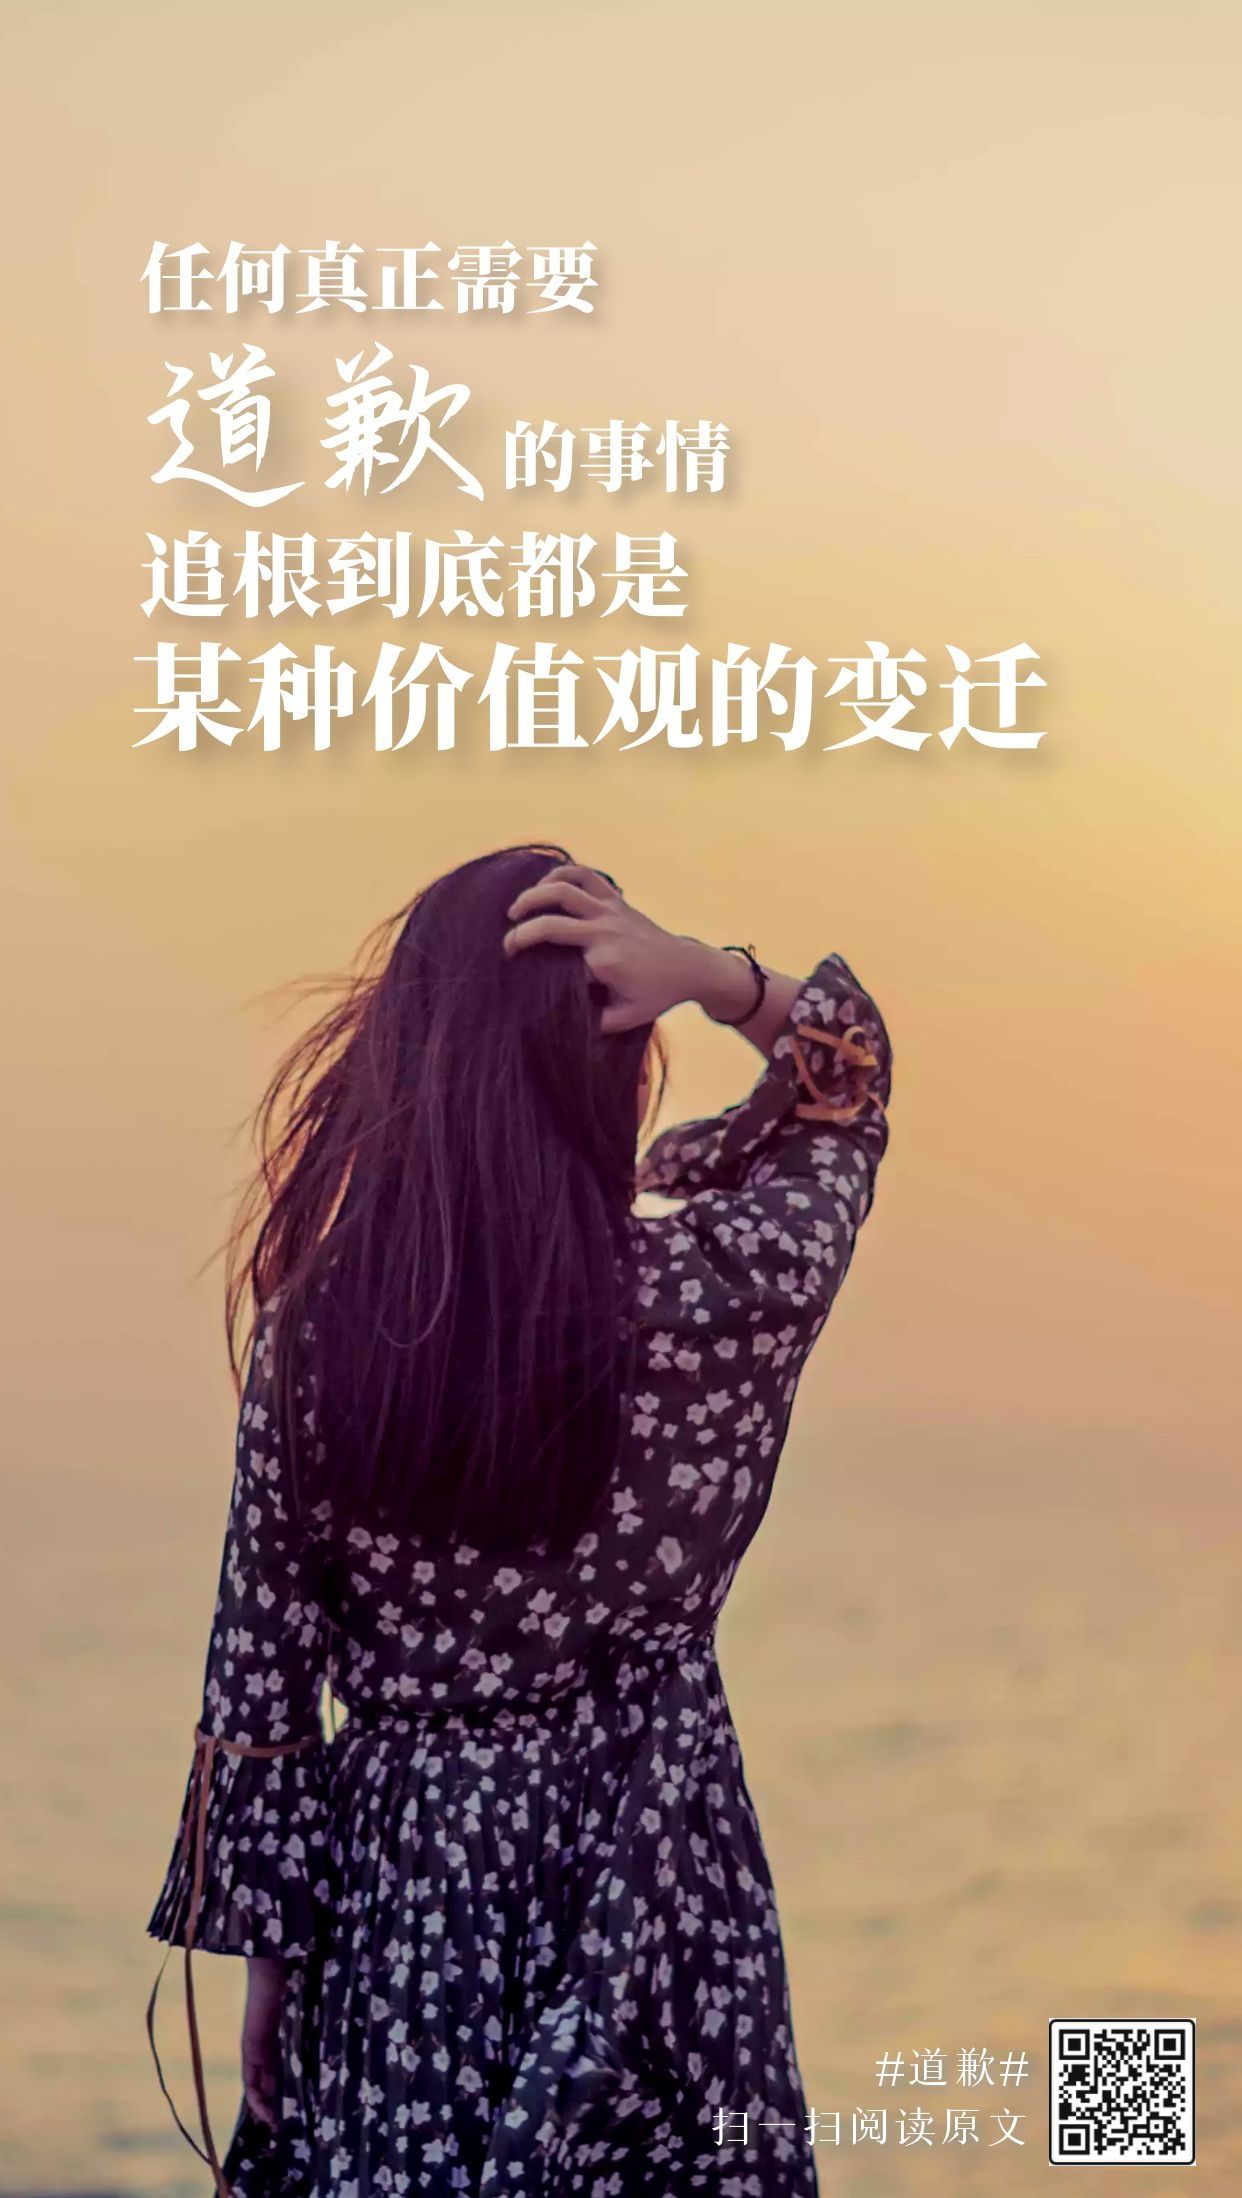 任何真正需要
道歉的事情
追根到底都是
某种价值观的变迁
#道歉#
扫一扫阅读原文